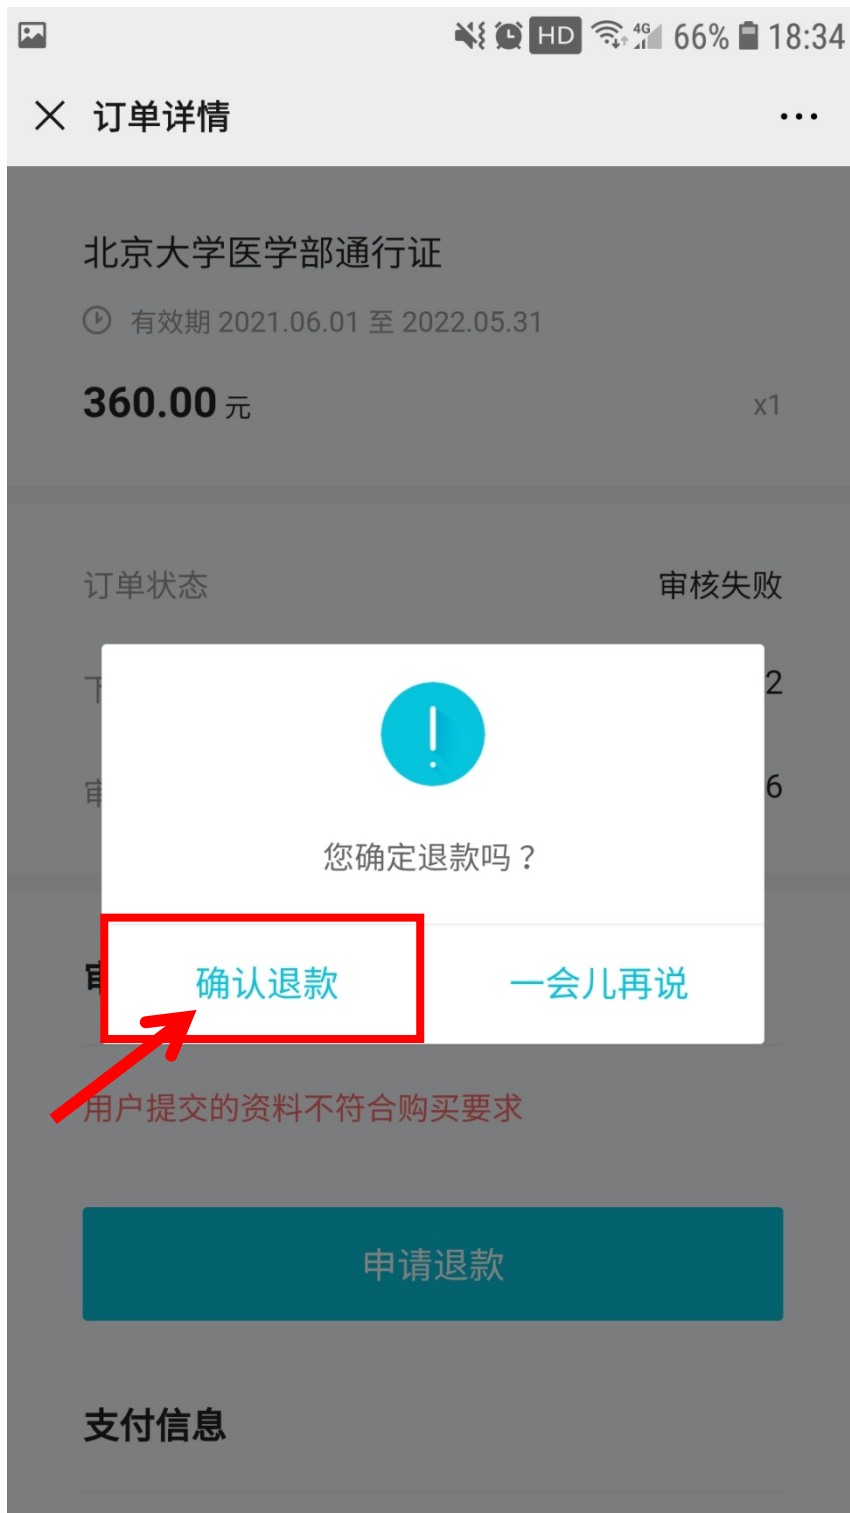 HD 4G 66% 18:34
订单详情
北京大学医学部通行证
有效期 2021.06.01 至 2022.05.31
360.00 元 x1
订单状态 审核失败
下 2
审 6
您确定退款吗？
确认退款 一会儿再说
审
用户提交的资料不符合购买要求
申请退款
支付信息